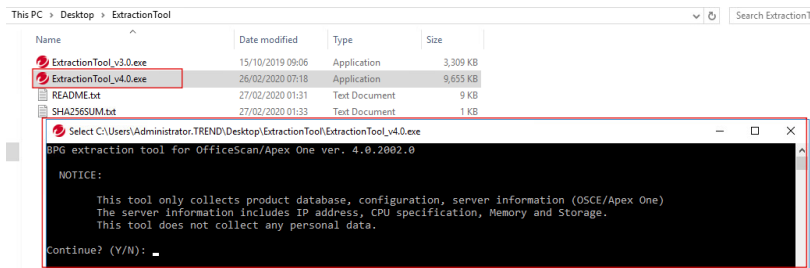 This PC > Desktop > ExtractionTool
Search ExtractionT
Name Date modified Type Size
ExtractionTool_v3.0.exe 15/10/2019 09:06 Application 3,309 KB
ExtractionTool_v4.0.exe 26/02/2020 07:18 Application 9,655 KB
README.txt 27/02/2020 01:31 Text Document 9 KB
SHA256SUM.txt 27/02/2020 01:33 Text Document 1 KB
Select C:\Users\Administrator.TREND\Desktop\ExtractionTool\ExtractionTool_v4.0.exe
BPG extraction tool for OfficeScan/Apex One ver. 4.0.2002.0
NOTICE:
This tool only collects product database, configuration, server information (OSCE/Apex One)
The server information includes IP address, CPU specification, Memory and Storage.
This tool does not collect any personal data.
Continue? (Y/N):